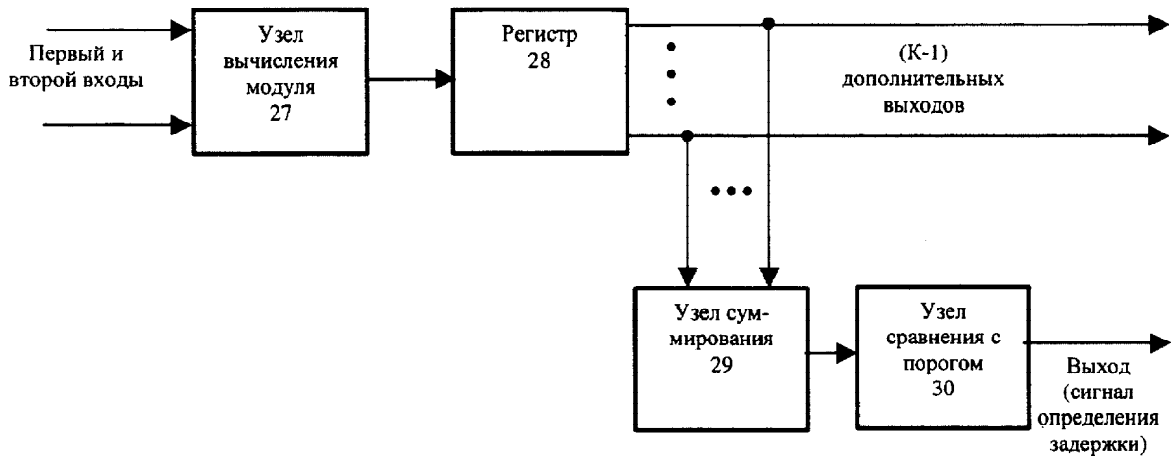 Первый и
второй входы
Узел
вычисления
модуля
27
Регистр
28
(К-1)
дополнительных
выходов
Узел сум-
мирования
29
Узел
сравнения с
порогом
30
Выход
(сигнал
определения
задержки)